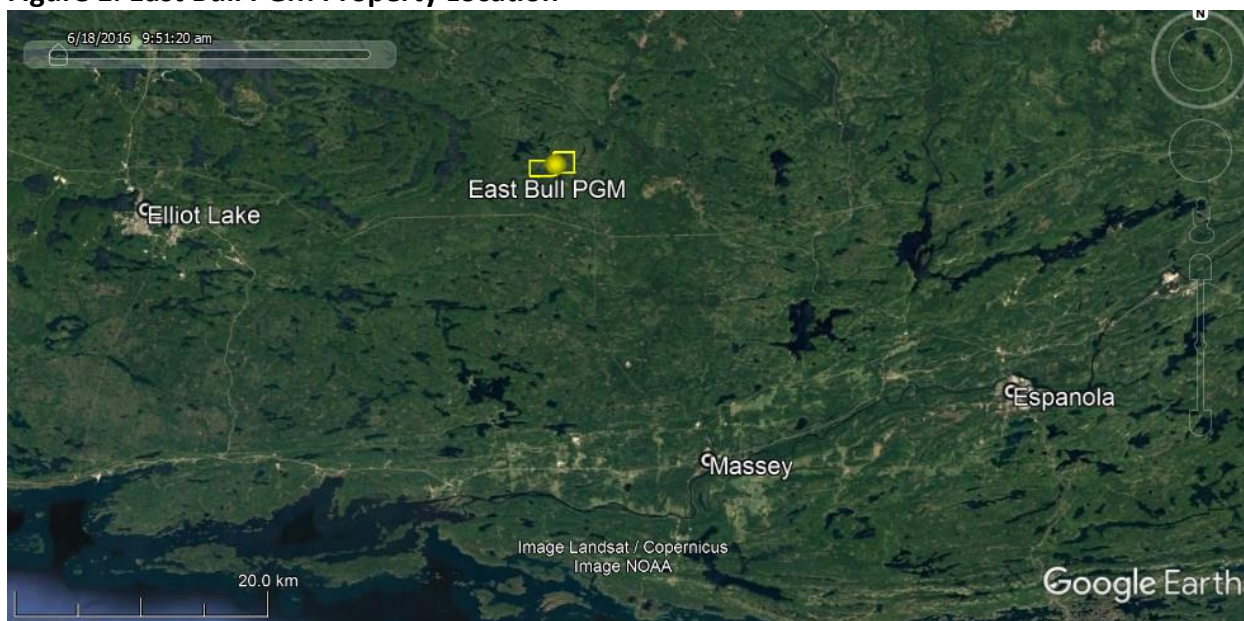 N
6/18/2016 9:51:20 am
East Bull PGM
Elliot Lake
Espanola
Massey
Image Landsat / Copernicus
Image NOAA
20.0 km
Google Earth